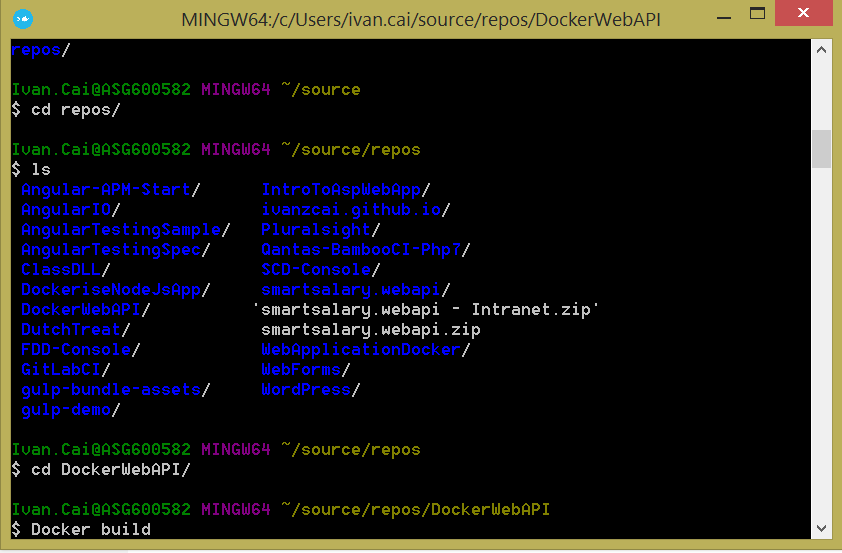 MINGW64:/c/Users/ivan.cai/source/repos/DockerWebAPI
repos/
Ivan.Cai@ASG600582 MINGW64 ~/source
$ cd repos/
Ivan.Cai@ASG600582 MINGW64 ~/source/repos
$ ls
Angular-APM-Start/ IntroToAspWebApp/
AngularIO/ ivanzcai.github.io/
AngularTestingSample/ Pluralsight/
AngularTestingSpec/ Qantas-BambooCI-Php7/
ClassDLL/ SCD-Console/
DockeriseNodeJsApp/ smartsalary.webapi/
DockerWebAPI/ 'smartsalary.webapi - Intranet.zip'
DutchTreat/ smartsalary.webapi.zip
FDD-Console/ WebApplicationDocker/
GitLabCI/ WebForms/
gulp-bundle-assets/ WordPress/
gulp-demo/
Ivan.Cai@ASG600582 MINGW64 ~/source/repos
$ cd DockerWebAPI/
Ivan.Cai@ASG600582 MINGW64 ~/source/repos/DockerWebAPI
$ Docker build